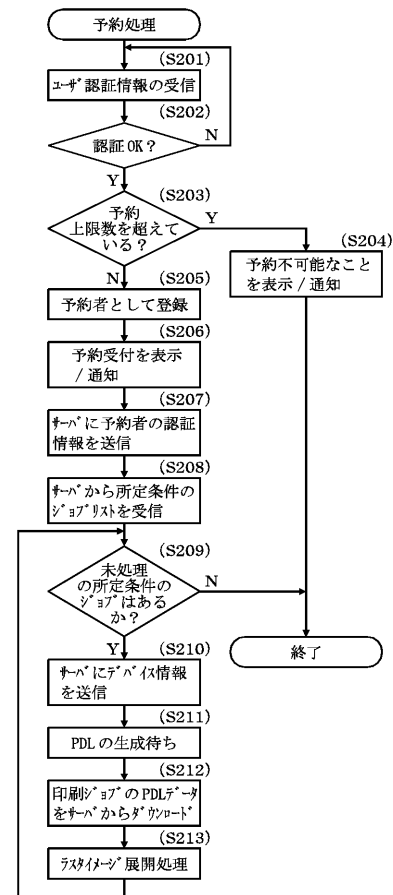 予約処理
(S201)
ﾕｰｻﾞ認証情報の受信
(S202)
認証OK？
N
Y
(S203)
予約
上限数を超えて
いる？
Y
(S204)
予約不可能なこと
を表示/通知
N
(S205)
予約者として登録
(S206)
予約受付を表示
/通知
(S207)
ｻｰﾊﾞに予約者の認証
情報を送信
(S208)
ｻｰﾊﾞから所定条件の
ｼﾞｮﾌﾞﾘｽﾄを受信
(S209)
未処理
の所定条件の
ｼﾞｮﾌﾞはある
か？
N
Y
終了
(S210)
ｻｰﾊﾞにﾃﾞﾊﾞｲｽ情報
を送信
(S211)
PDLの生成待ち
(S212)
印刷ｼﾞｮﾌﾞのPDLﾃﾞｰﾀ
をｻｰﾊﾞからﾀﾞｳﾝﾛｰﾄﾞ
(S213)
ﾗｽﾀｲﾒｰｼﾞ展開処理